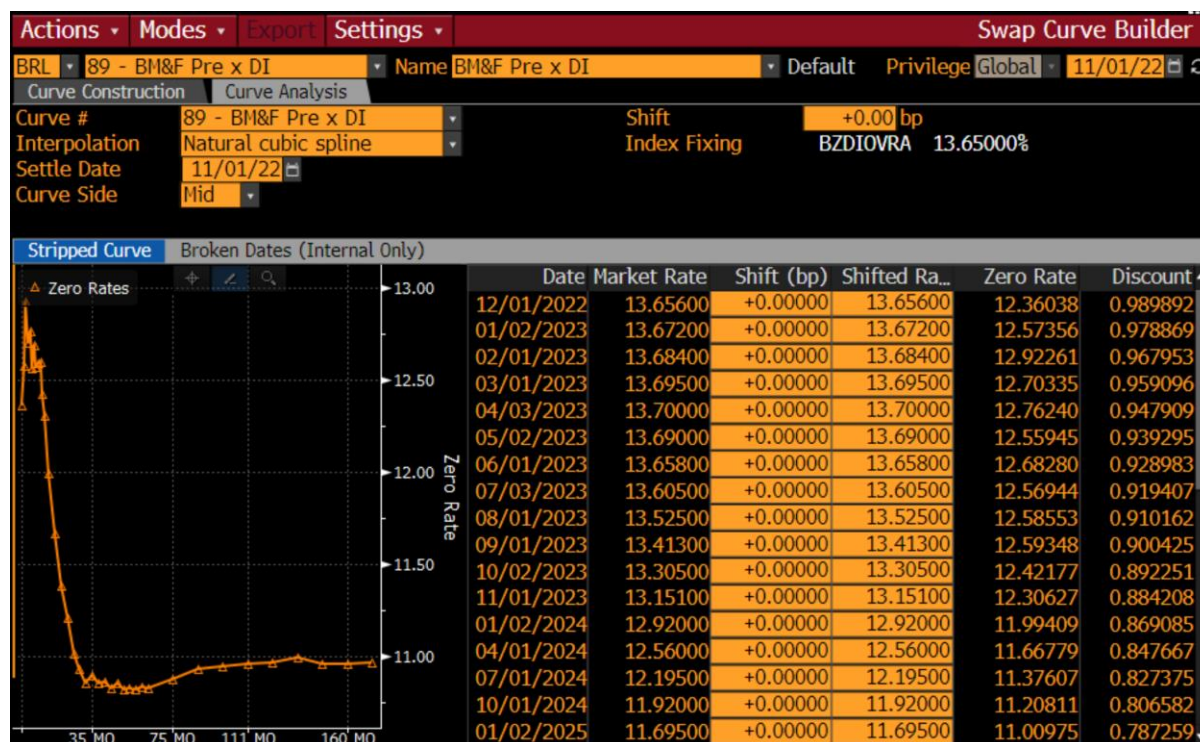 Actions Modes Export Settings Swap Curve Builder
BRL 89 - BM&F Pre x DI Name BM&F Pre x DI Default Privilege Global 11/01/22
Curve Construction Curve Analysis
Curve # 89 - BM&F Pre x DI Shift +0.00 bp
Interpolation Natural cubic spline Index Fixing BZDIOVRA 13.65000%
Settle Date 11/01/22
Curve Side Mid
Stripped Curve Broken Dates (Internal Only)
Zero Rates
13.00
12.50
12.00
11.50
11.00
Zero Rate
35 MO 75 MO 111 MO 160 MO
Date Market Rate Shift (bp) Shifted Ra... Zero Rate Discount
12/01/2022 13.65600 +0.00000 13.65600 12.36038 0.989892
01/02/2023 13.67200 +0.00000 13.67200 12.57356 0.978869
02/01/2023 13.68400 +0.00000 13.68400 12.92261 0.967953
03/01/2023 13.69500 +0.00000 13.69500 12.70335 0.959096
04/03/2023 13.70000 +0.00000 13.70000 12.76240 0.947909
05/02/2023 13.69000 +0.00000 13.69000 12.55945 0.939295
06/01/2023 13.65800 +0.00000 13.65800 12.68280 0.928983
07/03/2023 13.60500 +0.00000 13.60500 12.56944 0.919407
08/01/2023 13.52500 +0.00000 13.52500 12.58553 0.910162
09/01/2023 13.41300 +0.00000 13.41300 12.59348 0.900425
10/02/2023 13.30500 +0.00000 13.30500 12.42177 0.892251
11/01/2023 13.15100 +0.00000 13.15100 12.30627 0.884208
01/02/2024 12.92000 +0.00000 12.92000 11.99409 0.869085
04/01/2024 12.56000 +0.00000 12.56000 11.66779 0.847667
07/01/2024 12.19500 +0.00000 12.19500 11.37607 0.827375
10/01/2024 11.92000 +0.00000 11.92000 11.20811 0.806582
01/02/2025 11.69500 +0.00000 11.69500 11.00975 0.787259